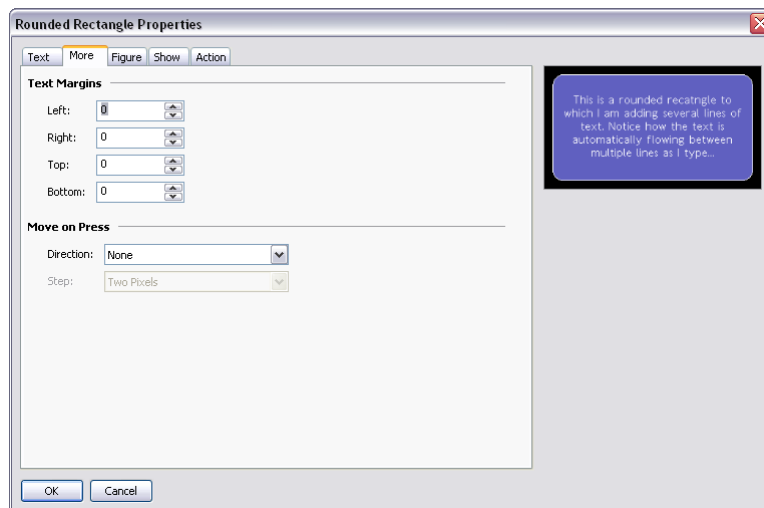 Rounded Rectangle Properties
Text More Figure Show Action
Text Margins
Left: 0
Right: 0
Top: 0
Bottom: 0
Move on Press
Direction: None
Step: Two Pixels
This is a rounded recatngle to
which I am adding several lines of
text. Notice how the text is
automatically flowing between
multiple lines as I type...
OK Cancel